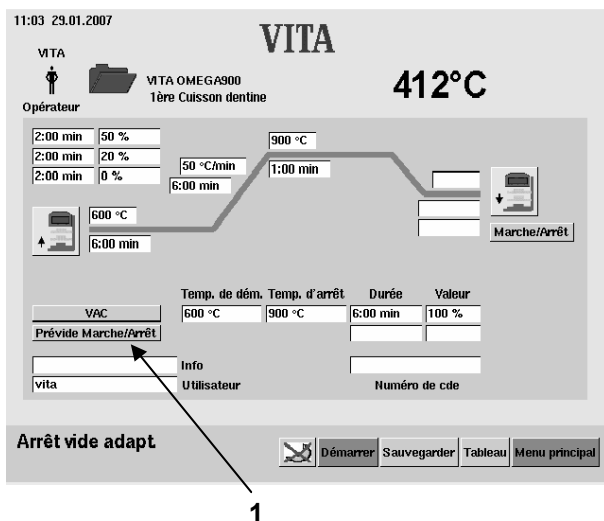 11:03 29.01.2007
VITA
VITA
Opérateur
VITA OMEGA900
1ère Cuisson dentine
412°C
2:00 min 50 %
2:00 min 20 %
2:00 min 0 %
900 °C
50 °C/min
1:00 min
6:00 min
600 °C
6:00 min
Marche/Arrêt
Temp. de dém. Temp. d'arrêt Durée Valeur
VAC 600 °C 900 °C 6:00 min 100 %
Prévide Marche/Arrêt
Info
vita Utilisateur Numéro de cde
Arrêt vide adapt.
Démarrer Sauvegarder Tableau Menu principal
1